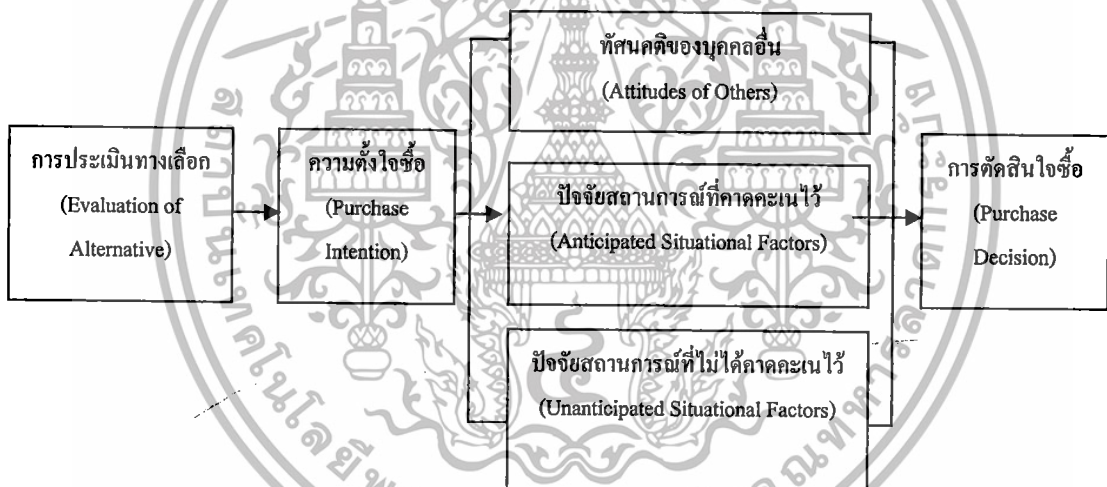 การประเมินทางเลือก
(Evaluation of
Alternative)
ความตั้งใจซื้อ
(Purchase
Intention)
ทัศนคติของบุคคลอื่น
(Attitudes of Others)
ปัจจัยสถานการณ์ที่คาดคะเนไว้
(Anticipated Situational Factors)
ปัจจัยสถานการณ์ที่ไม่ได้คาดคะเนไว้
(Unanticipated Situational Factors)
การตัดสินใจซื้อ
(Purchase
Decision)